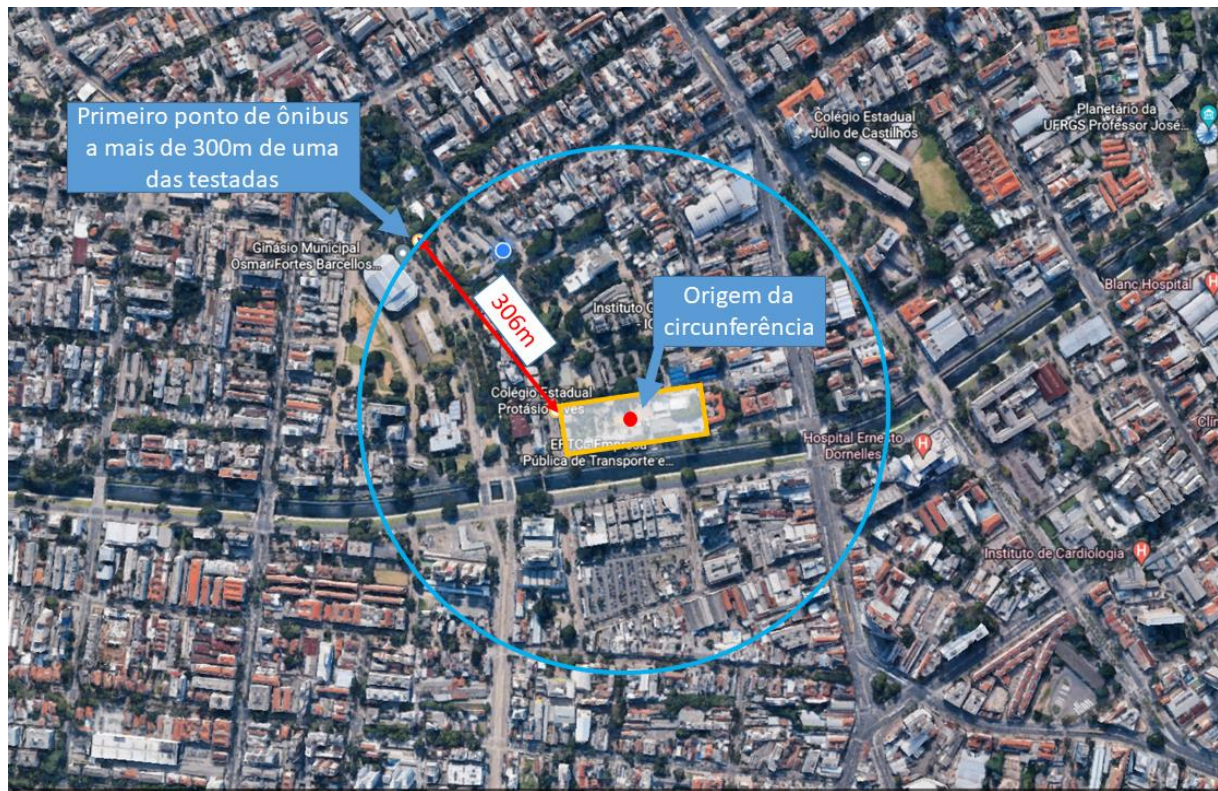 Primeiro ponto de ônibus
a mais de 300m de uma
das testadas
Colégio Estadual
Júlio de Castilhos
Planetário da
UFRGS Professor José...
Ginásio Municipal
Osmar Fortes Barcellos...
Blanc Hospital
306m
Instituto
Origem da
circunferência
Colégio Estadual
Protásio
Pública de Transporte e...
Hospital Ernesto
Dornelles
Instituto de Cardiologia